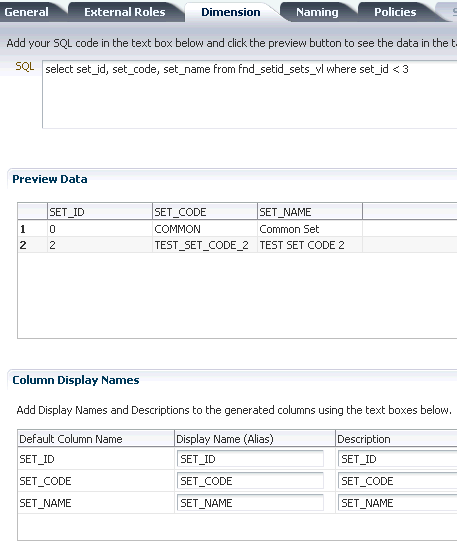 General External Roles Dimension Naming Policies
Add your SQL code in the text box below and click the preview button to see the data in the
SQL select set_id, set_code, set_name from fnd_setid_sets_vl where set_id < 3
Preview Data
SET_ID SET_CODE SET_NAME
1 0 COMMON Common Set
2 2 TEST_SET_CODE_2 TEST SET CODE 2
Column Display Names
Add Display Names and Descriptions to the generated columns using the text boxes below.
Default Column Name Display Name (Alias) Description
SET_ID SET_ID SET_ID
SET_CODE SET_CODE SET_CODE
SET_NAME SET_NAME SET_NAME